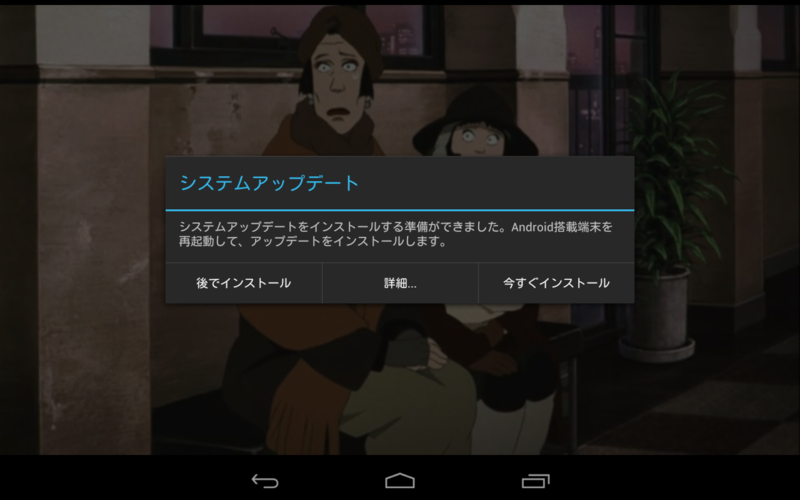 システムアップデート
システムアップデートをインストールする準備ができました。Android搭載端末を
再起動して、アップデートをインストールします。
後でインストール
詳細...
今すぐインストール